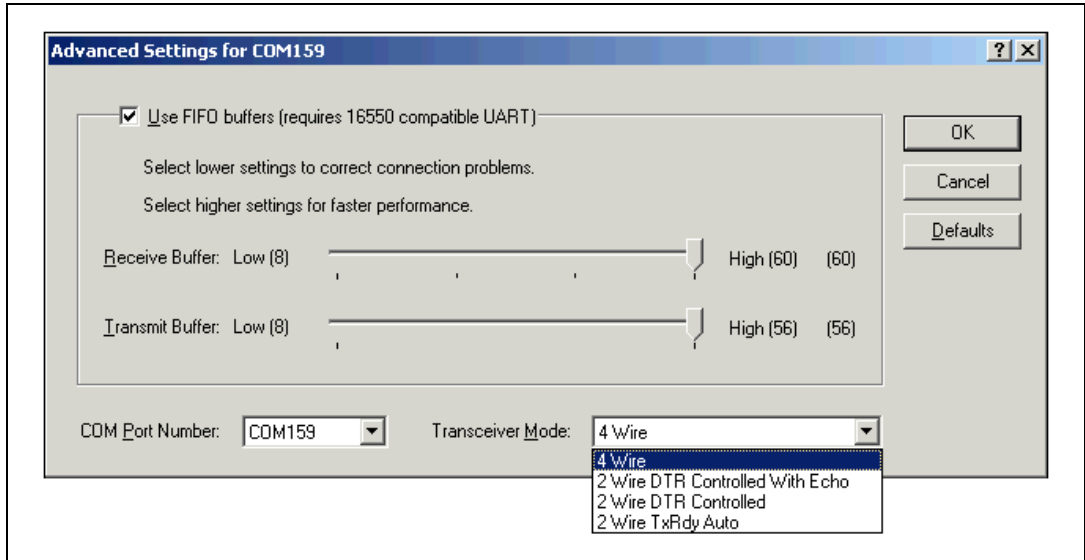 Advanced Settings for COM159
Use FIFO buffers (requires 16550 compatible UART)
OK
Select lower settings to correct connection problems.
Cancel
Select higher settings for faster performance.
Defaults
Receive Buffer: Low (8) High (60) (60)
Transmit Buffer: Low (8) High (56) (56)
COM Port Number: COM159 Transceiver Mode: 4 Wire
4 Wire
2 Wire DTR Controlled With Echo
2 Wire DTR Controlled
2 Wire TxRdy Auto